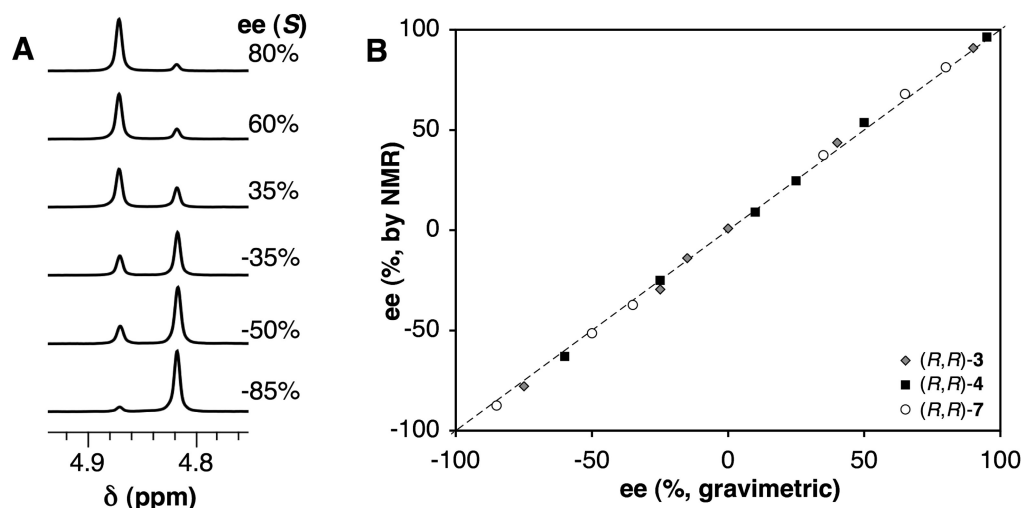 A
ee (S)
80%
60%
35%
-35%
-50%
-85%
4.9
4.8
δ (ppm)
B
100
50
0
-50
-100
-100
-50
0
50
100
ee (%, by NMR)
ee (%, gravimetric)
(R,R)-3
(R,R)-4
(R,R)-7